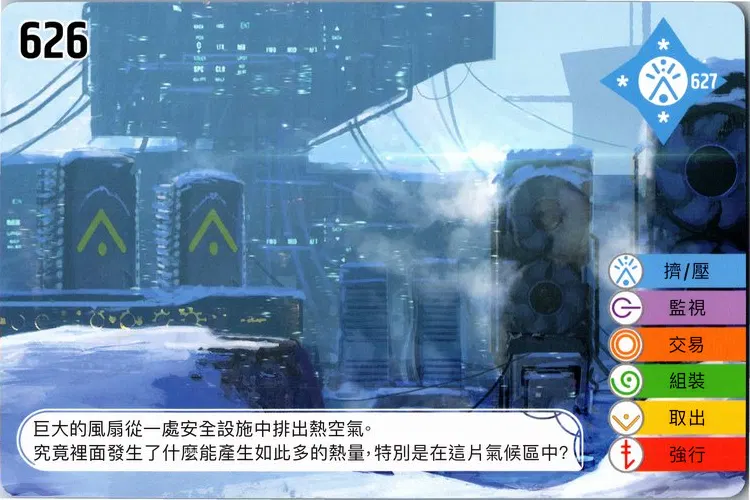 626
627
擠/壓
監視
交易
組裝
取出
強行
巨大的風扇從一處安全設施中排出熱空氣。
究竟裡面發生了什麼能產生如此多的熱量,特別是在這片氣候區中?